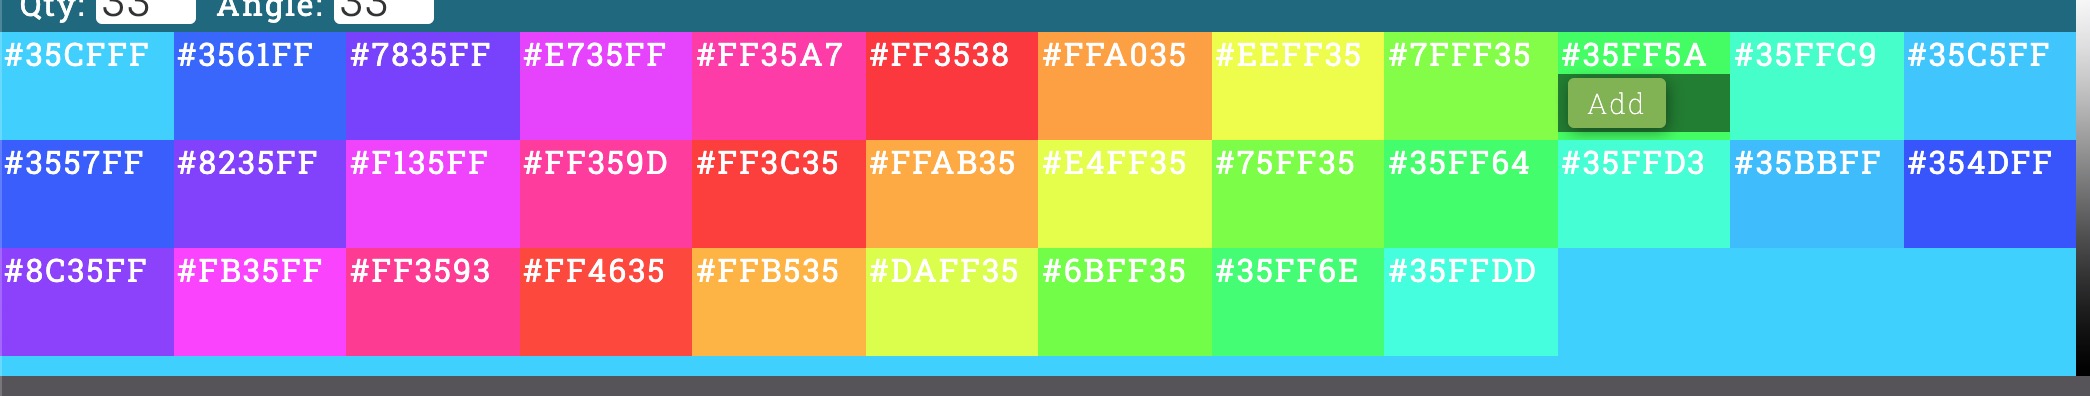 Qty: 33 Angle: 33
#35CFFF #3561FF #7835FF #E735FF #FF35A7 #FF3538 #FFA035 #EEFF35 #7FFF35 #35FF5A #35FFC9 #35C5FF
Add
#3557FF #8235FF #F135FF #FF359D #FF3C35 #FFAB35 #E4FF35 #75FF35 #35FF64 #35FFD3 #35BBFF #354DFF
#8C35FF #FB35FF #FF3593 #FF4635 #FFB535 #DAFF35 #6BFF35 #35FF6E #35FFDD